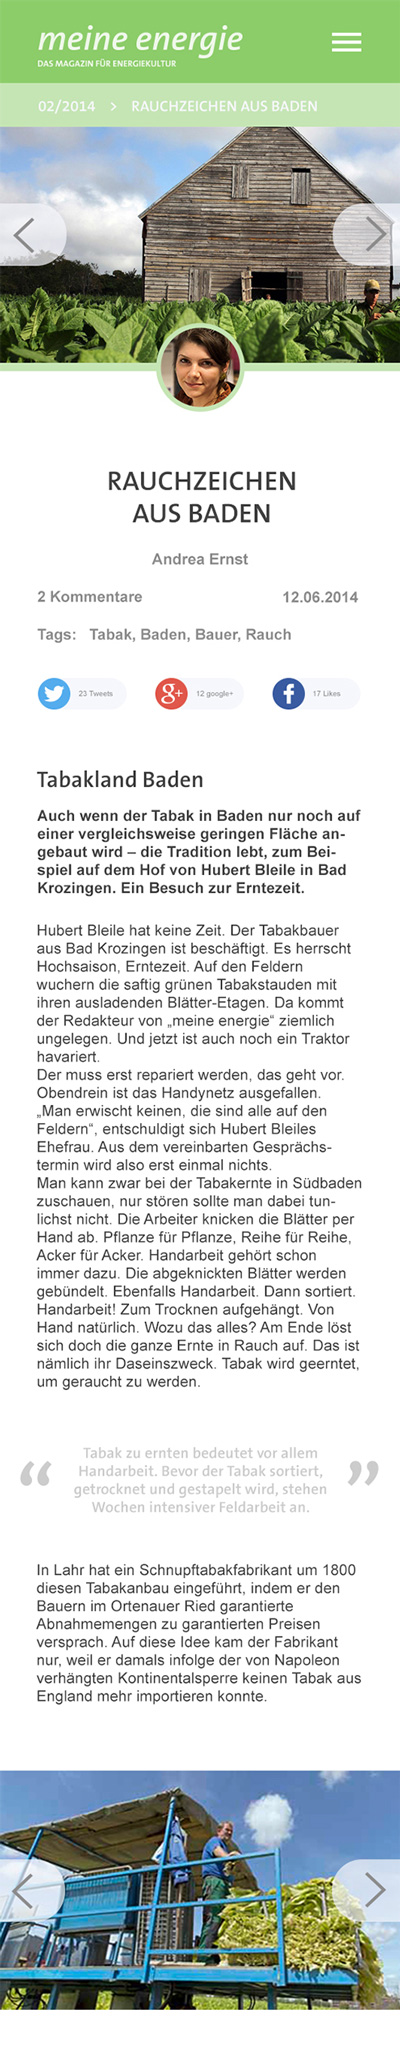 meine energie
DAS MAGAZIN FÜR ENERGIEKULTUR
02/2014 > RAUCHZEICHEN AUS BADEN
RAUCHZEICHEN
AUS BADEN
Andrea Ernst
2 Kommentare 12.06.2014
Tags: Tabak, Baden, Bauer, Rauch
23 Tweets 12 google+ 17 Likes
Tabakland Baden
Auch wenn der Tabak in Baden nur noch auf
einer vergleichsweise geringen Fläche an-
gebaut wird – die Tradition lebt, zum Bei-
spiel auf dem Hof von Hubert Bleile in Bad
Krozingen. Ein Besuch zur Erntezeit.
Hubert Bleile hat keine Zeit. Der Tabakbauer
aus Bad Krozingen ist beschäftigt. Es herrscht
Hochsaison, Erntezeit. Auf den Feldern
wuchern die saftig grünen Tabakstauden mit
ihren ausladenden Blätter-Etagen. Da kommt
der Redakteur von „meine energie“ ziemlich
ungelegen. Und jetzt ist auch noch ein Traktor
havariert.
Der muss erst repariert werden, das geht vor.
Obendrein ist das Handynetz ausgefallen.
„Man erwischt keinen, die sind alle auf den
Feldern“, entschuldigt sich Hubert Bleiles
Ehefrau. Aus dem vereinbarten Gesprächs-
termin wird also erst einmal nichts.
Man kann zwar bei der Tabakernte in Südbaden
zuschauen, nur stören sollte man dabei tun-
lichst nicht. Die Arbeiter knicken die Blätter per
Hand ab. Pflanze für Pflanze, Reihe für Reihe,
Acker für Acker. Handarbeit gehört schon
immer dazu. Die abgeknickten Blätter werden
gebündelt. Ebenfalls Handarbeit. Dann sortiert.
Handarbeit! Zum Trocknen aufgehängt. Von
Hand natürlich. Wozu das alles? Am Ende löst
sich doch die ganze Ernte in Rauch auf. Das ist
nämlich ihr Daseinszweck. Tabak wird geerntet,
um geraucht zu werden.
“ Tabak zu ernten bedeutet vor allem ”
Handarbeit. Bevor der Tabak sortiert,
getrocknet und gestapelt wird, stehen
Wochen intensiver Feldarbeit an.
In Lahr hat ein Schnupftabakfabrikant um 1800
diesen Tabakanbau eingeführt, indem er den
Bauern im Ortenauer Ried garantierte
Abnahmemengen zu garantierten Preisen
versprach. Auf diese Idee kam der Fabrikant
nur, weil er damals infolge der von Napoleon
verhängten Kontinentalsperre keinen Tabak aus
England mehr importieren konnte.